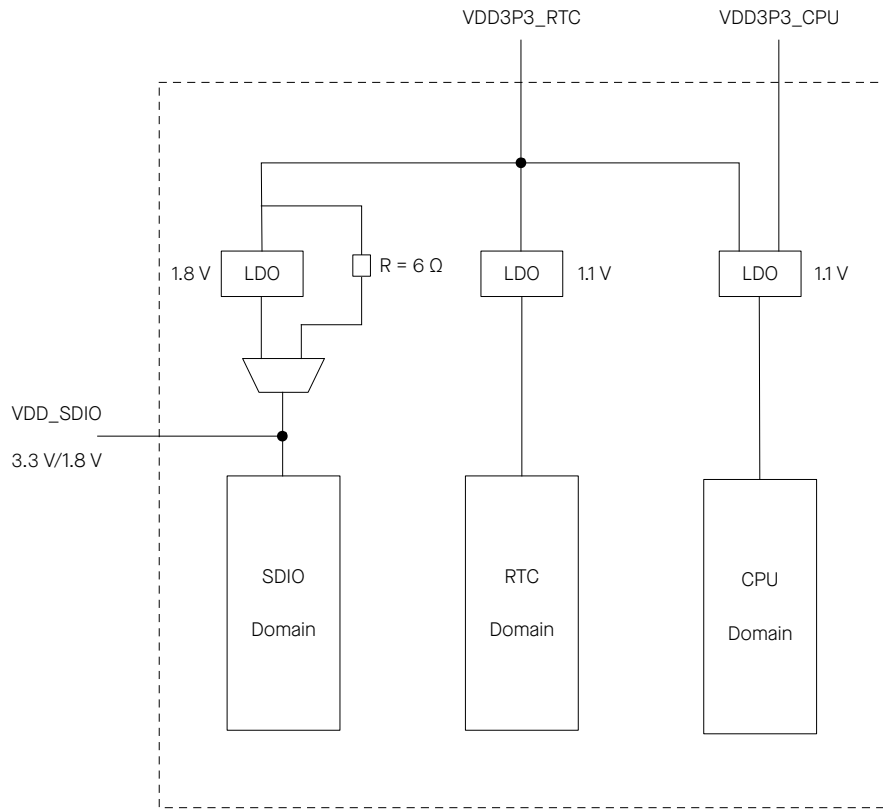 VDD3P3_RTC
VDD3P3_CPU
1.8 V
LDO
R = 6 Ω
LDO
1.1 V
LDO
1.1 V
VDD_SDIO
3.3 V/1.8 V
SDIO
Domain
RTC
Domain
CPU
Domain